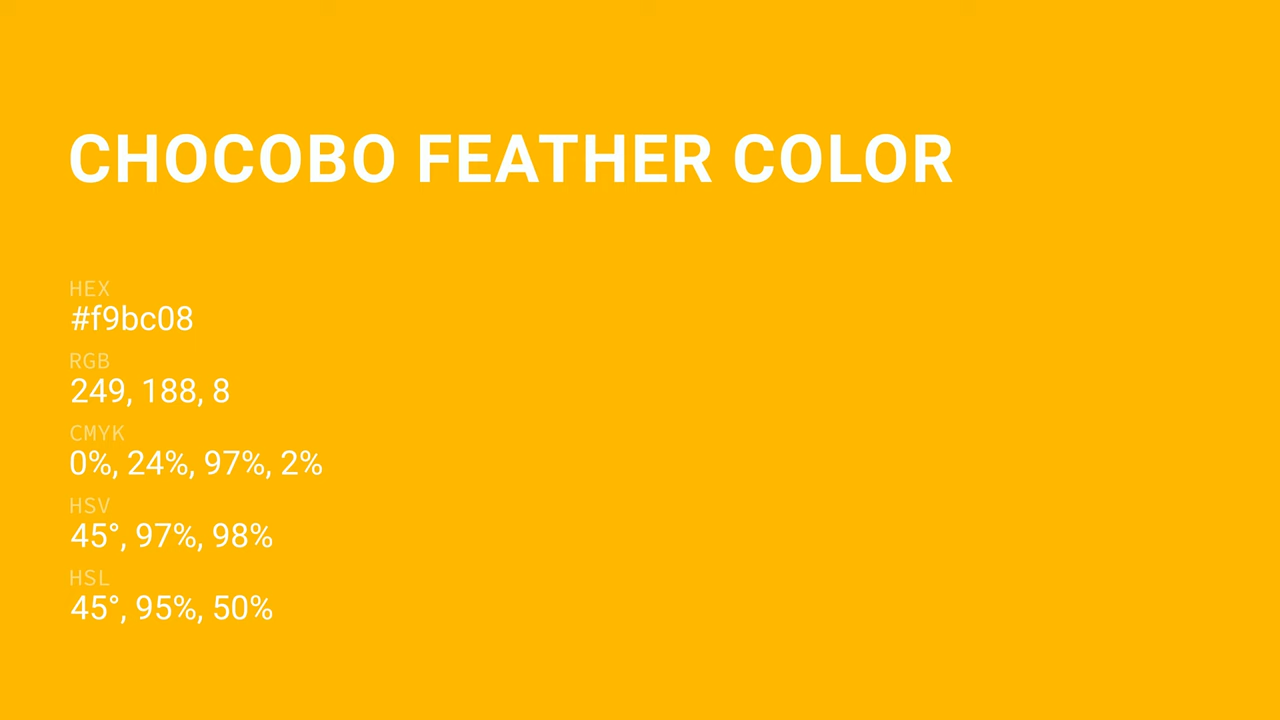 CHOCOBO FEATHER COLOR
HEX
#f9bc08
RGB
249, 188, 8
CMYK
0%, 24%, 97%, 2%
HSV
45°, 97%, 98%
HSL
45°, 95%, 50%